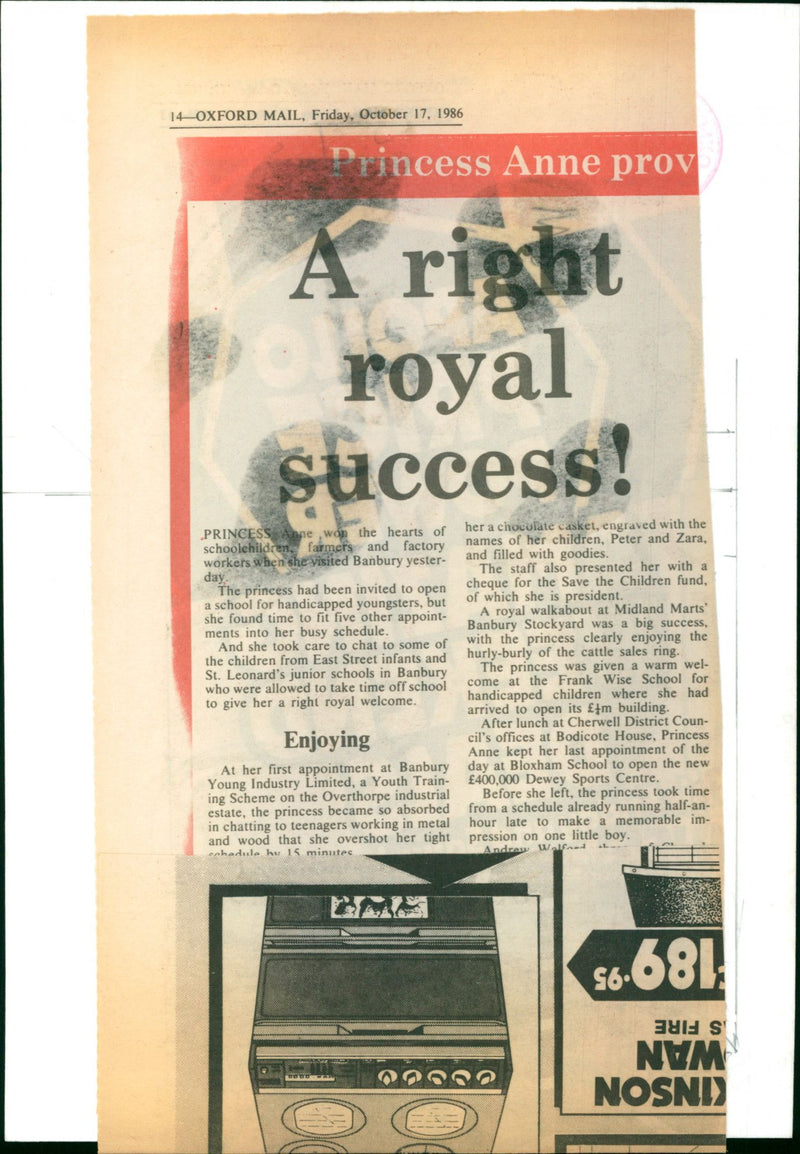 14—OXFORD MAIL, Friday, October 17, 1986
Princess Anne prov
A right
royal
success!
PRINCESS Anne won the hearts of
schoolchildren, farmers and factory
workers when she visited Banbury yester-
day.
The princess had been invited to open
a school for handicapped youngsters, but
she found time to fit five other appoint-
ments into her busy schedule.
And she took care to chat to some of
the children from East Street infants and
St. Leonard's junior schools in Banbury
who were allowed to take time off school
to give her a right royal welcome.
Enjoying
At her first appointment at Banbury
Young Industry Limited, a Youth Train-
ing Scheme on the Overthorpe industrial
estate, the princess became so absorbed
in chatting to teenagers working in metal
and wood that she overshot her tight
schedule by 15 minutes
her a chocolate casket, engraved with the
names of her children, Peter and Zara,
and filled with goodies.
The staff also presented her with a
cheque for the Save the Children fund,
of which she is president.
A royal walkabout at Midland Marts'
Banbury Stockyard was a big success,
with the princess clearly enjoying the
hurly-burly of the cattle sales ring.
The princess was given a warm wel-
come at the Frank Wise School for
handicapped children where she had
arrived to open its £¼m building.
After lunch at Cherwell District Coun-
cil's offices at Bodicote House, Princess
Anne kept her last appointment of the
day at Bloxham School to open the new
£400,000 Dewey Sports Centre.
Before she left, the princess took time
from a schedule already running half-an-
hour late to make a memorable im-
pression on one little boy.
Andrew
KINSON
WAN
AS FIRE
£189.95